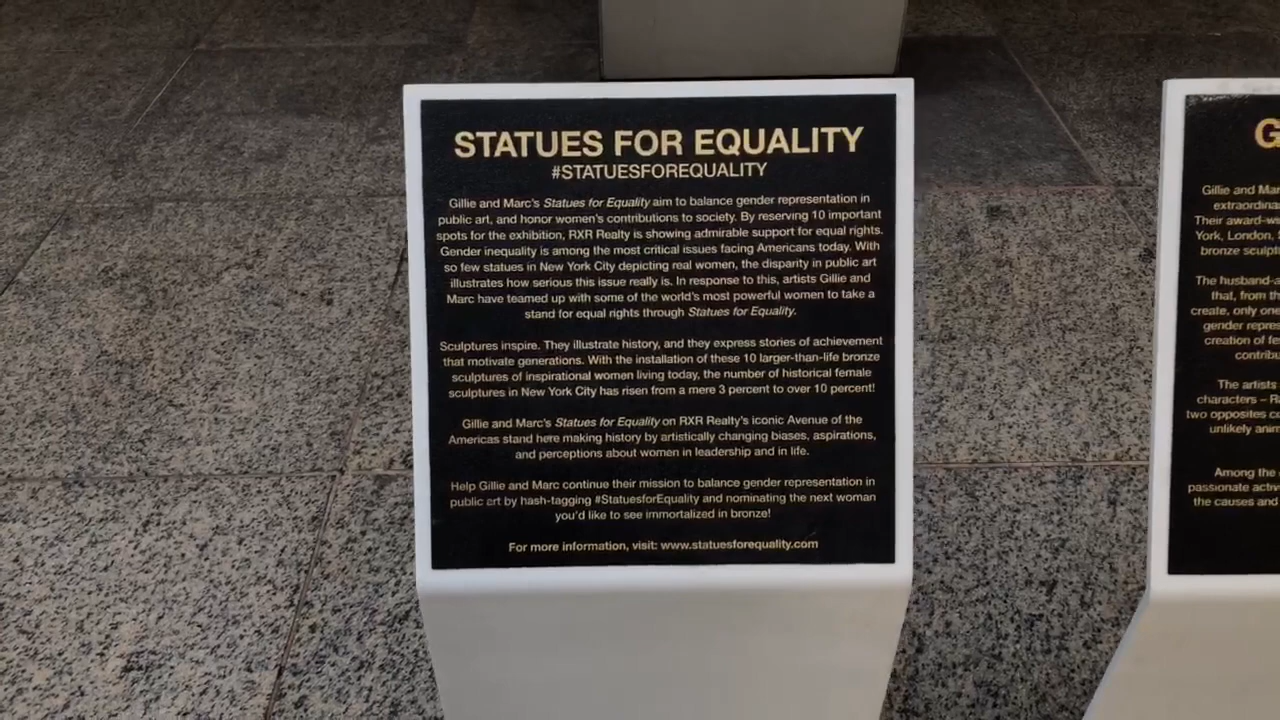 STATUES FOR EQUALITY
#STATUESFOREQUALITY
Gillie and Marc's Statues for Equality aim to balance gender representation in
public art, and honor women's contributions to society. By reserving 10 important
spots for the exhibition, RXR Realty is showing admirable support for equal rights.
Gender inequality is among the most critical issues facing Americans today. With
so few statues in New York City depicting real women, the disparity in public art
illustrates how serious this issue really is. In response to this, artists Gillie and
Marc have teamed up with some of the world's most powerful women to take a
stand for equal rights through Statues for Equality.
Sculptures inspire. They illustrate history, and they express stories of achievement
that motivate generations. With the installation of these 10 larger-than-life bronze
sculptures of inspirational women living today, the number of historical female
sculptures in New York City has risen from a mere 3 percent to over 10 percent!
Gillie and Marc's Statues for Equality on RXR Realty's iconic Avenue of the
Americas stand here making history by artistically changing biases, aspirations,
and perceptions about women in leadership and in life.
Help Gillie and Marc continue their mission to balance gender representation in
public art by hash-tagging #StatuesforEquality and nominating the next woman
you'd like to see immortalized in bronze!
For more information, visit: www.statuesforequality.com
G
Gillie and Mar
extraordina
Their award-w
York, London,
bronze sculpt
The husband-a
that, from th
create, only one
gender repre
creation of fe
contribu
The artists
characters – R
two opposites c
unlikely anim
Among the
passionate activ
the causes and